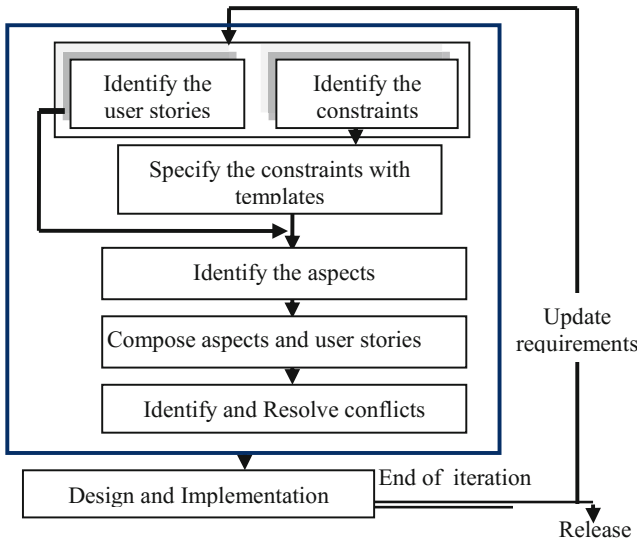 Identify the
user stories
Identify the
constraints
Specify the constraints with
templates
Identify the aspects
Compose aspects and user stories
Identify and Resolve conflicts
Update
requirements
Design and Implementation
End of iteration
Release